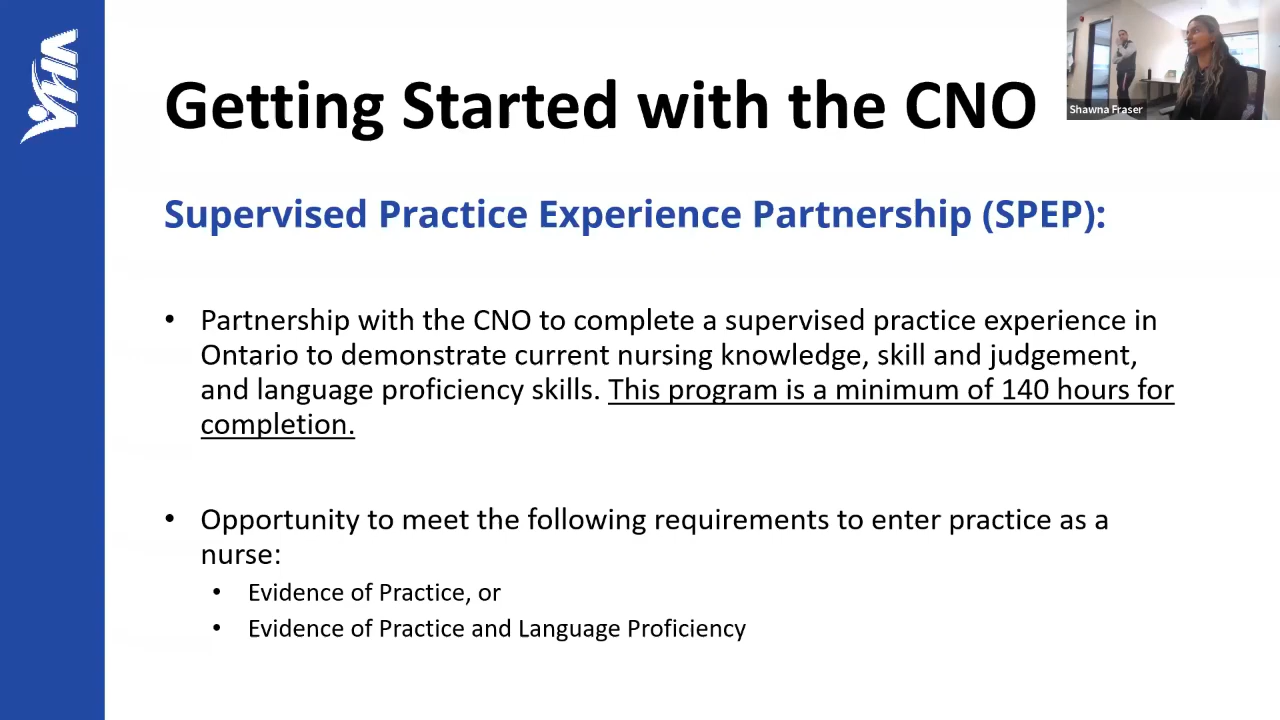 Getting Started with the CNO
Shawna Fraser
Supervised Practice Experience Partnership (SPEP):
• Partnership with the CNO to complete a supervised practice experience in
Ontario to demonstrate current nursing knowledge, skill and judgement,
and language proficiency skills. This program is a minimum of 140 hours for
completion.
• Opportunity to meet the following requirements to enter practice as a
nurse:
• Evidence of Practice, or
• Evidence of Practice and Language Proficiency
VHA